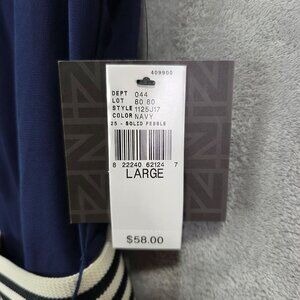 409900
DEPT 044
LOT 80 80
STYLE 1125J17
COLOR NAVY
25 - SOLID PEBBLE
8 22240 62124 7
LARGE
$58.00